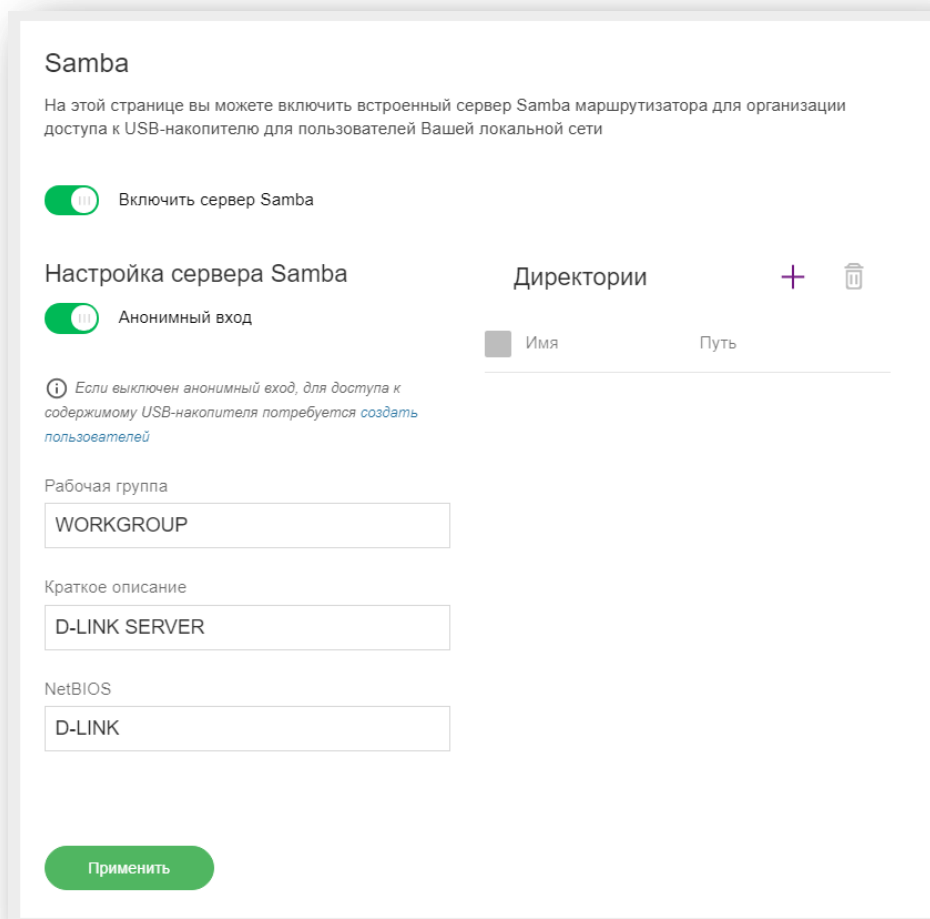 Samba
На этой странице вы можете включить встроенный сервер Samba маршрутизатора для организации
доступа к USB-накопителю для пользователей Вашей локальной сети
Включить сервер Samba
Настройка сервера Samba
Анонимный вход
Если выключен анонимный вход, для доступа к
содержимому USB-накопителя потребуется создать
пользователей
Рабочая группа
WORKGROUP
Краткое описание
D-LINK SERVER
NetBIOS
D-LINK
Применить
Директории
Имя Путь